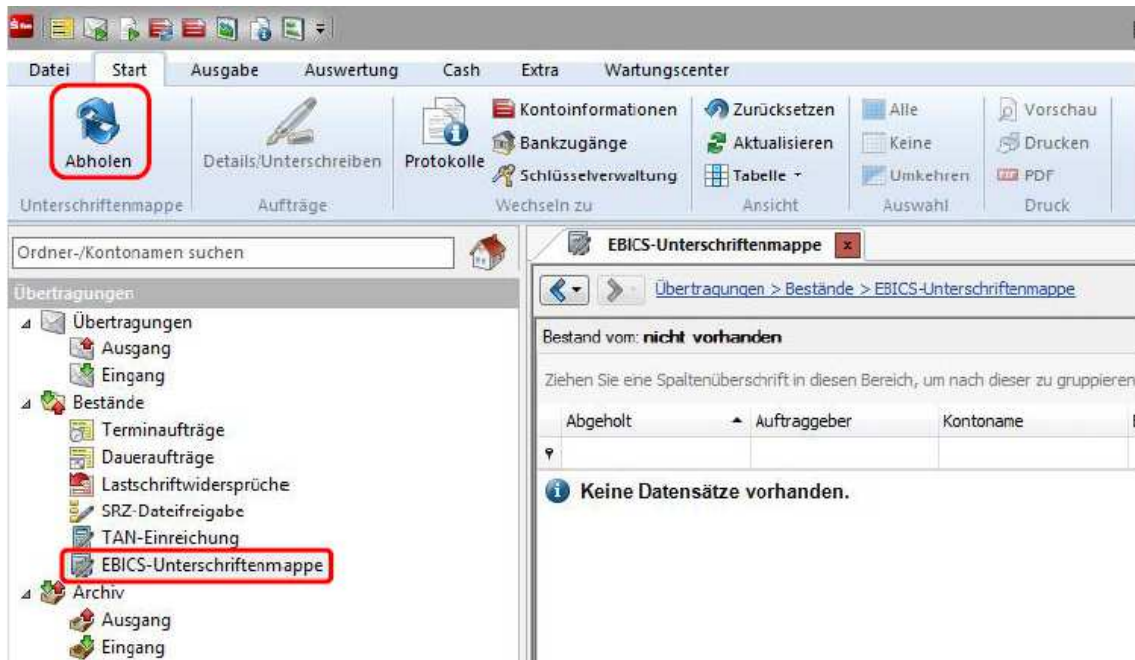 Datei Start Ausgabe Auswertung Cash Extra Wartungscenter
Abholen
Unterschriftenmappe
Details/Unterschreiben
Aufträge
Protokolle
Kontoinformationen
Bankzugänge
Schlüsselverwaltung
Wechseln zu
Zurücksetzen
Aktualisieren
Tabelle
Ansicht
Alle
Keine
Umkehren
Auswahl
Vorschau
Drucken
PDF
Druck
Ordner-/Kontonamen suchen
Übertragungen
Übertragungen
Ausgang
Eingang
Bestände
Terminaufträge
Daueraufträge
Lastschriftwidersprüche
SRZ-Dateifreigabe
TAN-Einreichung
EBICS-Unterschriftenmappe
Archiv
Ausgang
Eingang
EBICS-Unterschriftenmappe x
Übertragungen > Bestände > EBICS-Unterschriftenmappe
Bestand vom: nicht vorhanden
Ziehen Sie eine Spaltenüberschrift in diesen Bereich, um nach dieser zu gruppieren
Abgeholt Auftraggeber Kontoname
Keine Datensätze vorhanden.